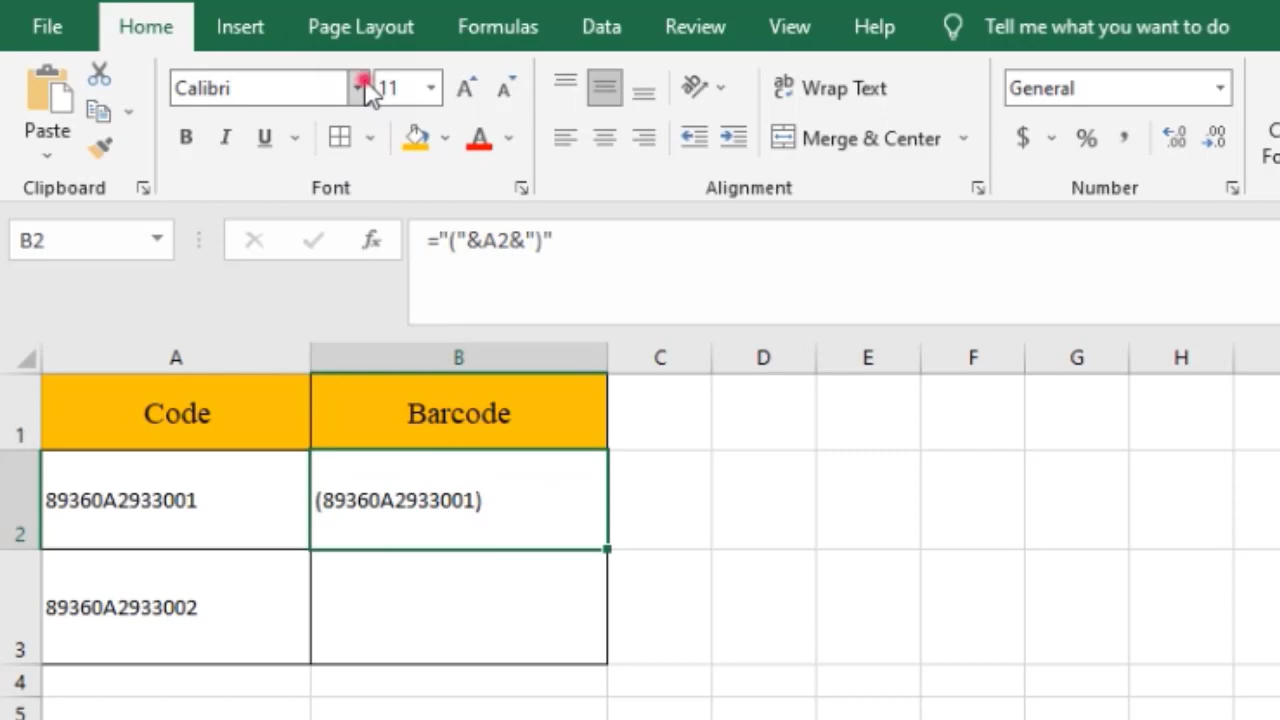 File Home Insert Page Layout Formulas Data Review View Help Tell me what you want to do
Calibri 11 Wrap Text General
Paste B I U A Merge & Center $ % ,
Clipboard Font Alignment Number
B2 fx ="("&A2&")"
A B C D E F G H
1 Code Barcode
2 89360A2933001 (89360A2933001)
3 89360A2933002
4
5